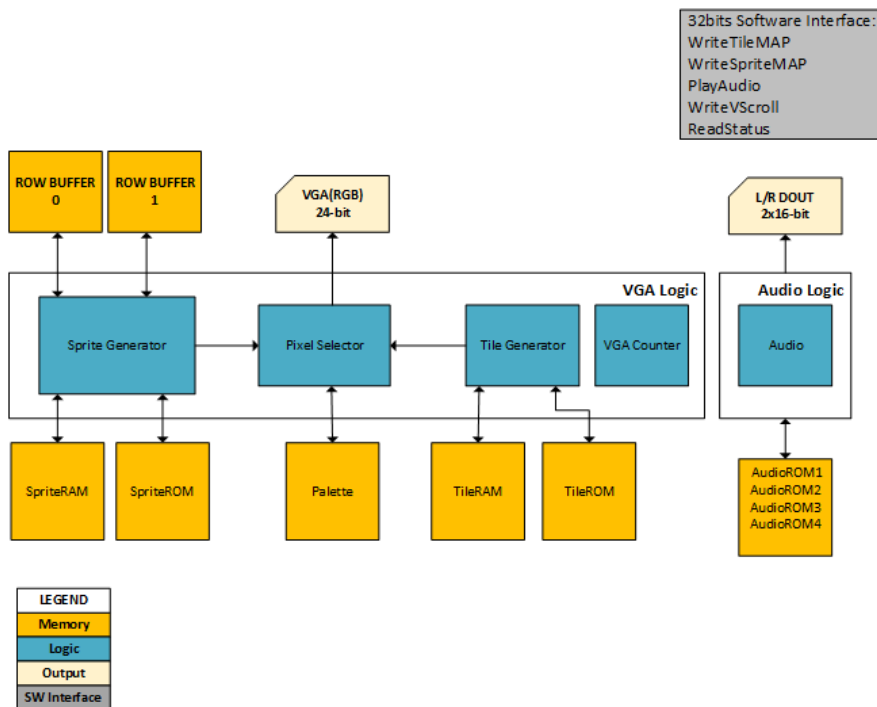 32bits Software Interface:
WriteTileMAP
WriteSpriteMAP
PlayAudio
WriteVScroll
ReadStatus
ROW BUFFER
0
ROW BUFFER
1
VGA(RGB)
24-bit
L/R DOUT
2x16-bit
VGA Logic
Audio Logic
Sprite Generator
Pixel Selector
Tile Generator
VGA Counter
Audio
SpriteRAM
SpriteROM
Palette
TileRAM
TileROM
AudioROM1
AudioROM2
AudioROM3
AudioROM4
LEGEND
Memory
Logic
Output
SW Interface